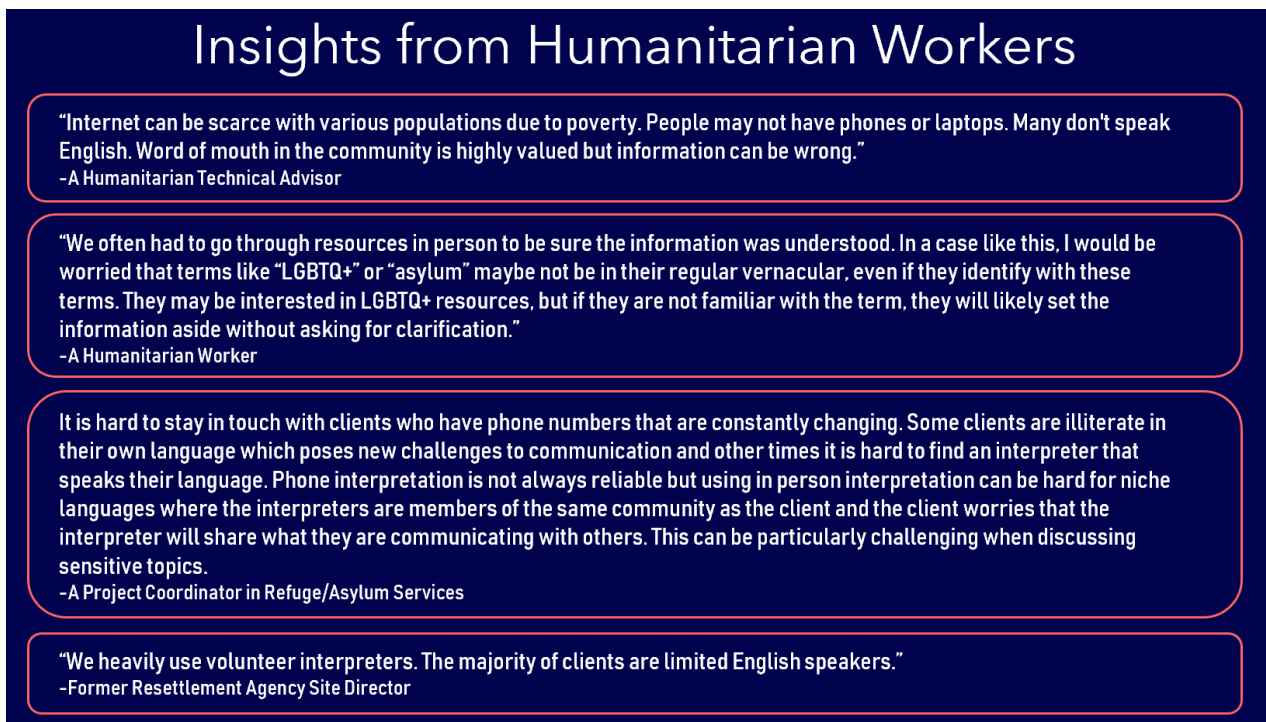 Insights from Humanitarian Workers
“Internet can be scarce with various populations due to poverty. People may not have phones or laptops. Many don't speak
English. Word of mouth in the community is highly valued but information can be wrong.”
-A Humanitarian Technical Advisor
“We often had to go through resources in person to be sure the information was understood. In a case like this, I would be
worried that terms like “LGBTQ+” or “asylum” maybe not be in their regular vernacular, even if they identify with these
terms. They may be interested in LGBTQ+ resources, but if they are not familiar with the term, they will likely set the
information aside without asking for clarification.”
-A Humanitarian Worker
It is hard to stay in touch with clients who have phone numbers that are constantly changing. Some clients are illiterate in
their own language which poses new challenges to communication and other times it is hard to find an interpreter that
speaks their language. Phone interpretation is not always reliable but using in person interpretation can be hard for niche
languages where the interpreters are members of the same community as the client and the client worries that the
interpreter will share what they are communicating with others. This can be particularly challenging when discussing
sensitive topics.
-A Project Coordinator in Refuge/Asylum Services
“We heavily use volunteer interpreters. The majority of clients are limited English speakers.”
-Former Resettlement Agency Site Director